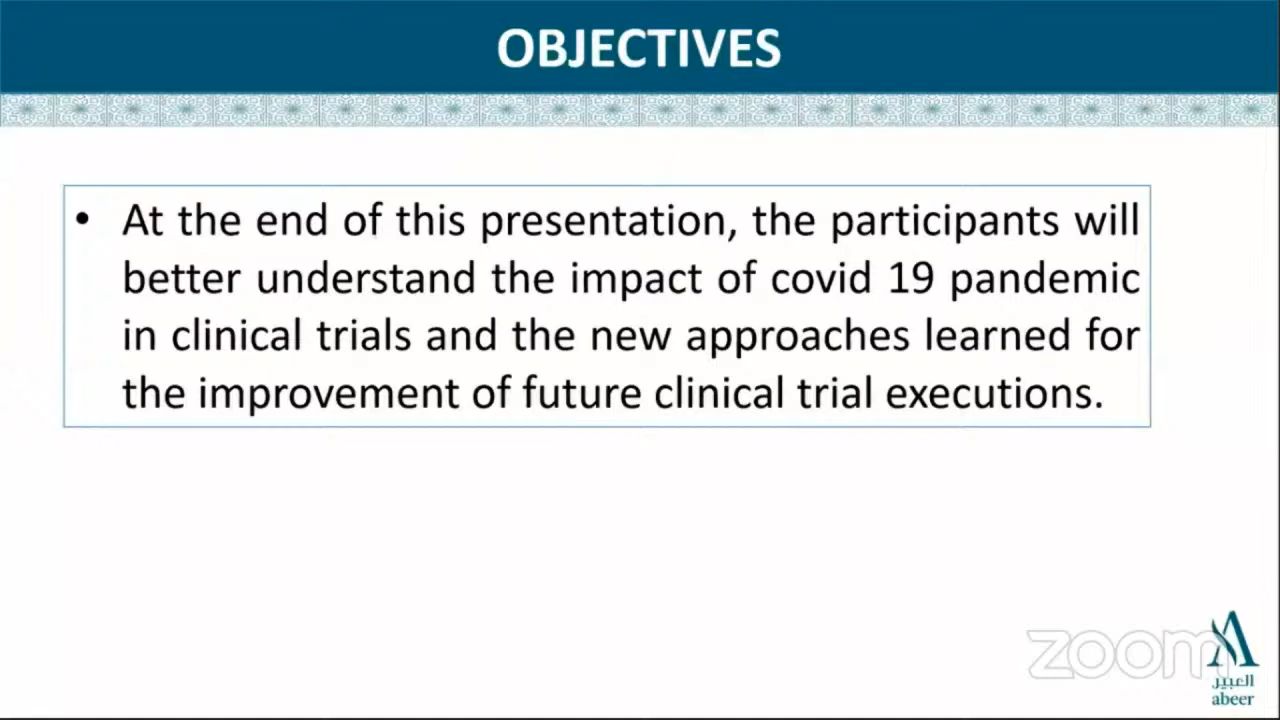 OBJECTIVES
• At the end of this presentation, the participants will
better understand the impact of covid 19 pandemic
in clinical trials and the new approaches learned for
the improvement of future clinical trial executions.
zoom
العبير
abeer